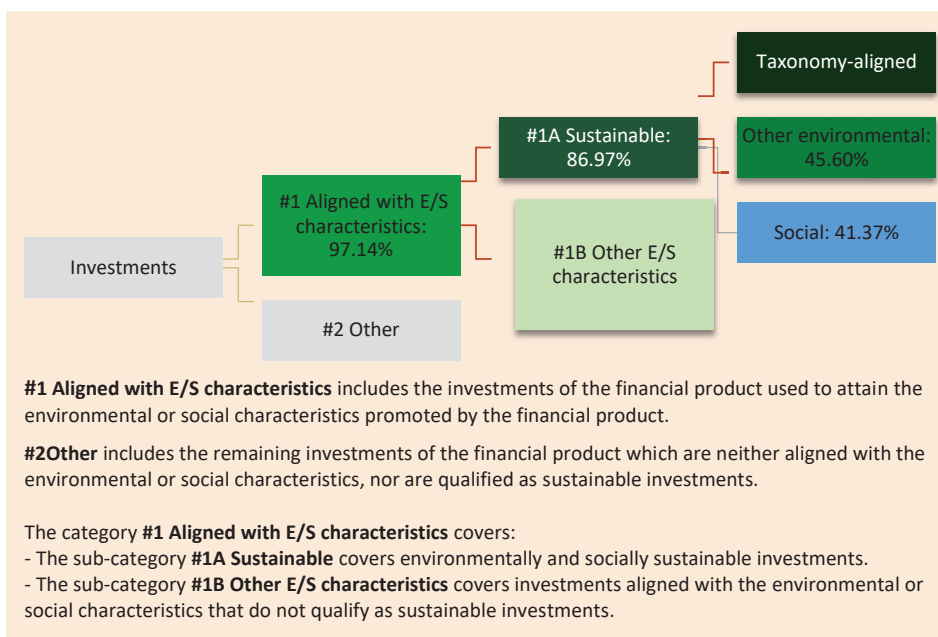 Taxonomy-aligned
#1A Sustainable:
86.97%
Other environmental:
45.60%
#1 Aligned with E/S
characteristics:
97.14%
Social: 41.37%
#1B Other E/S
characteristics
Investments
#2 Other
#1 Aligned with E/S characteristics includes the investments of the financial product used to attain the
environmental or social characteristics promoted by the financial product.
#2Other includes the remaining investments of the financial product which are neither aligned with the
environmental or social characteristics, nor are qualified as sustainable investments.
The category #1 Aligned with E/S characteristics covers:
- The sub-category #1A Sustainable covers environmentally and socially sustainable investments.
- The sub-category #1B Other E/S characteristics covers investments aligned with the environmental or
social characteristics that do not qualify as sustainable investments.